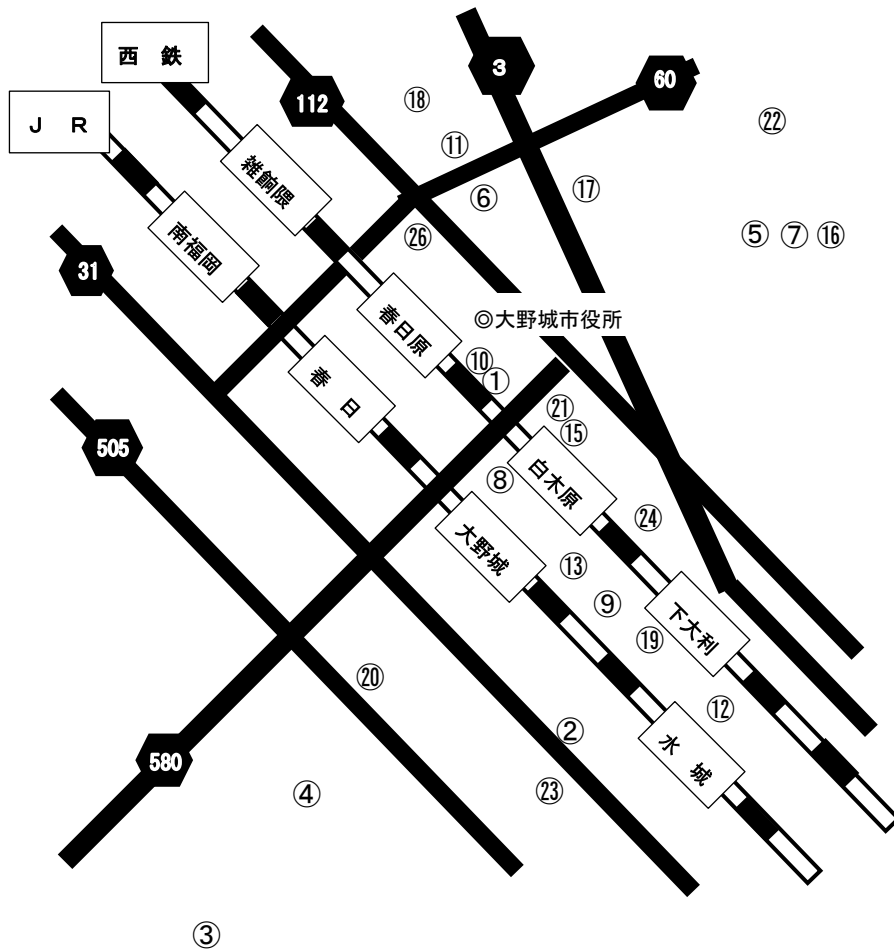 西 鉄
3
60
112
⑱
㉒
J R
⑪
雑餉隈
⑥
⑰
南福岡
㉖
⑤ ⑦ ⑯
31
春日原
◎大野城市役所
⑩
①
春 日
㉑
⑮
505
白木原
⑧
㉔
大野城
⑬
⑨
下大利
⑲
⑳
⑫
②
水 城
580
④
㉓
③